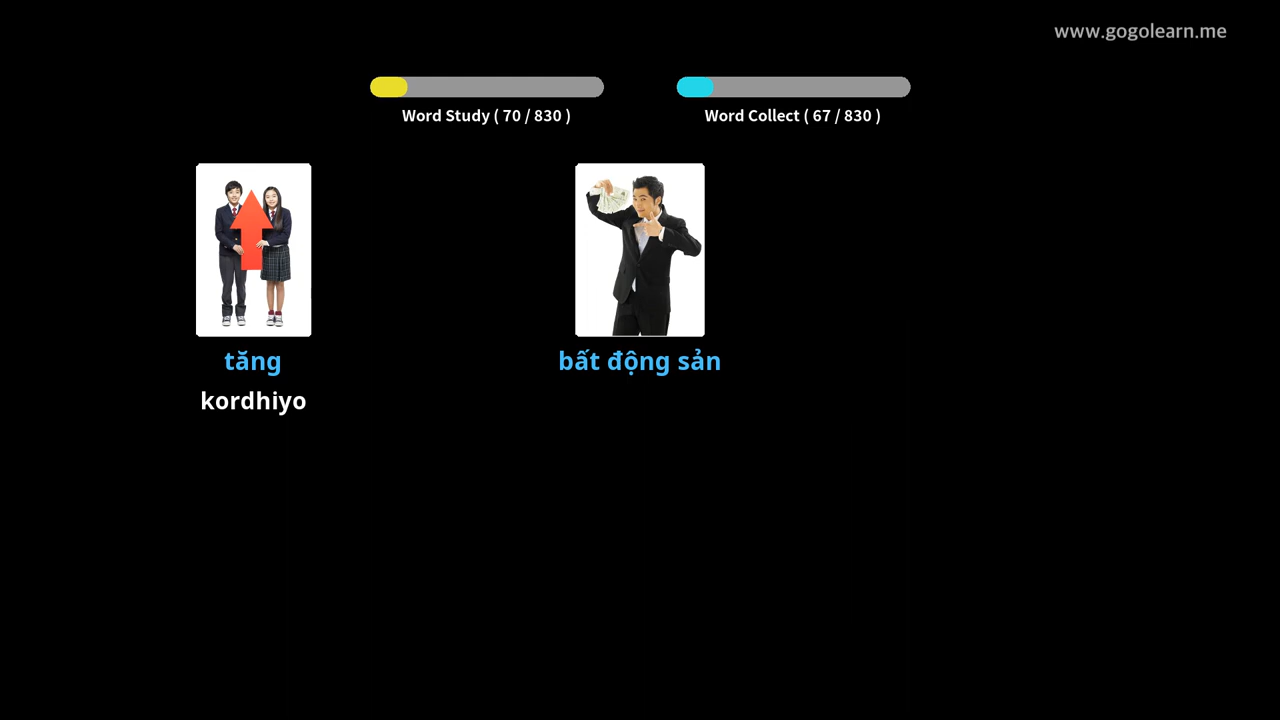 www.gogolearn.me
Word Study ( 70 / 830 )
Word Collect ( 67 / 830 )
tăng
kordhiyo
bất động sản